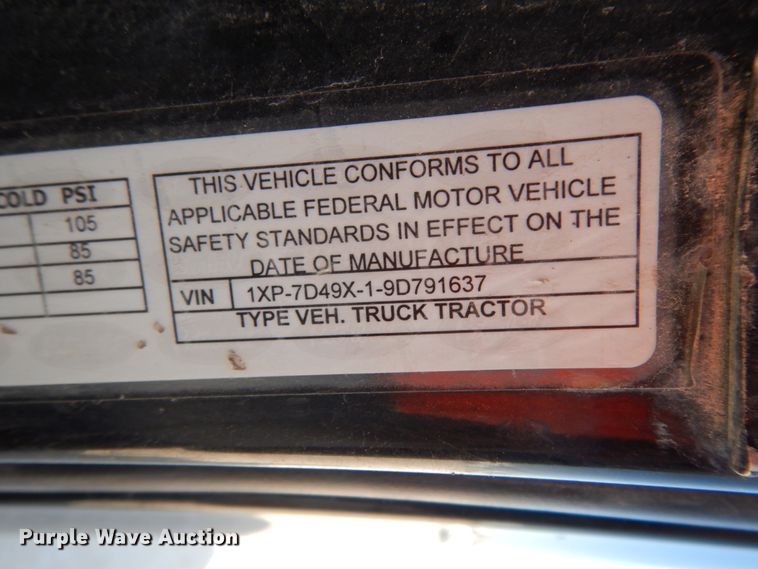 COLD PSI
105
85
85
THIS VEHICLE CONFORMS TO ALL
APPLICABLE FEDERAL MOTOR VEHICLE
SAFETY STANDARDS IN EFFECT ON THE
DATE OF MANUFACTURE
VIN 1XP-7D49X-1-9D791637
TYPE VEH. TRUCK TRACTOR
Purple Wave Auction